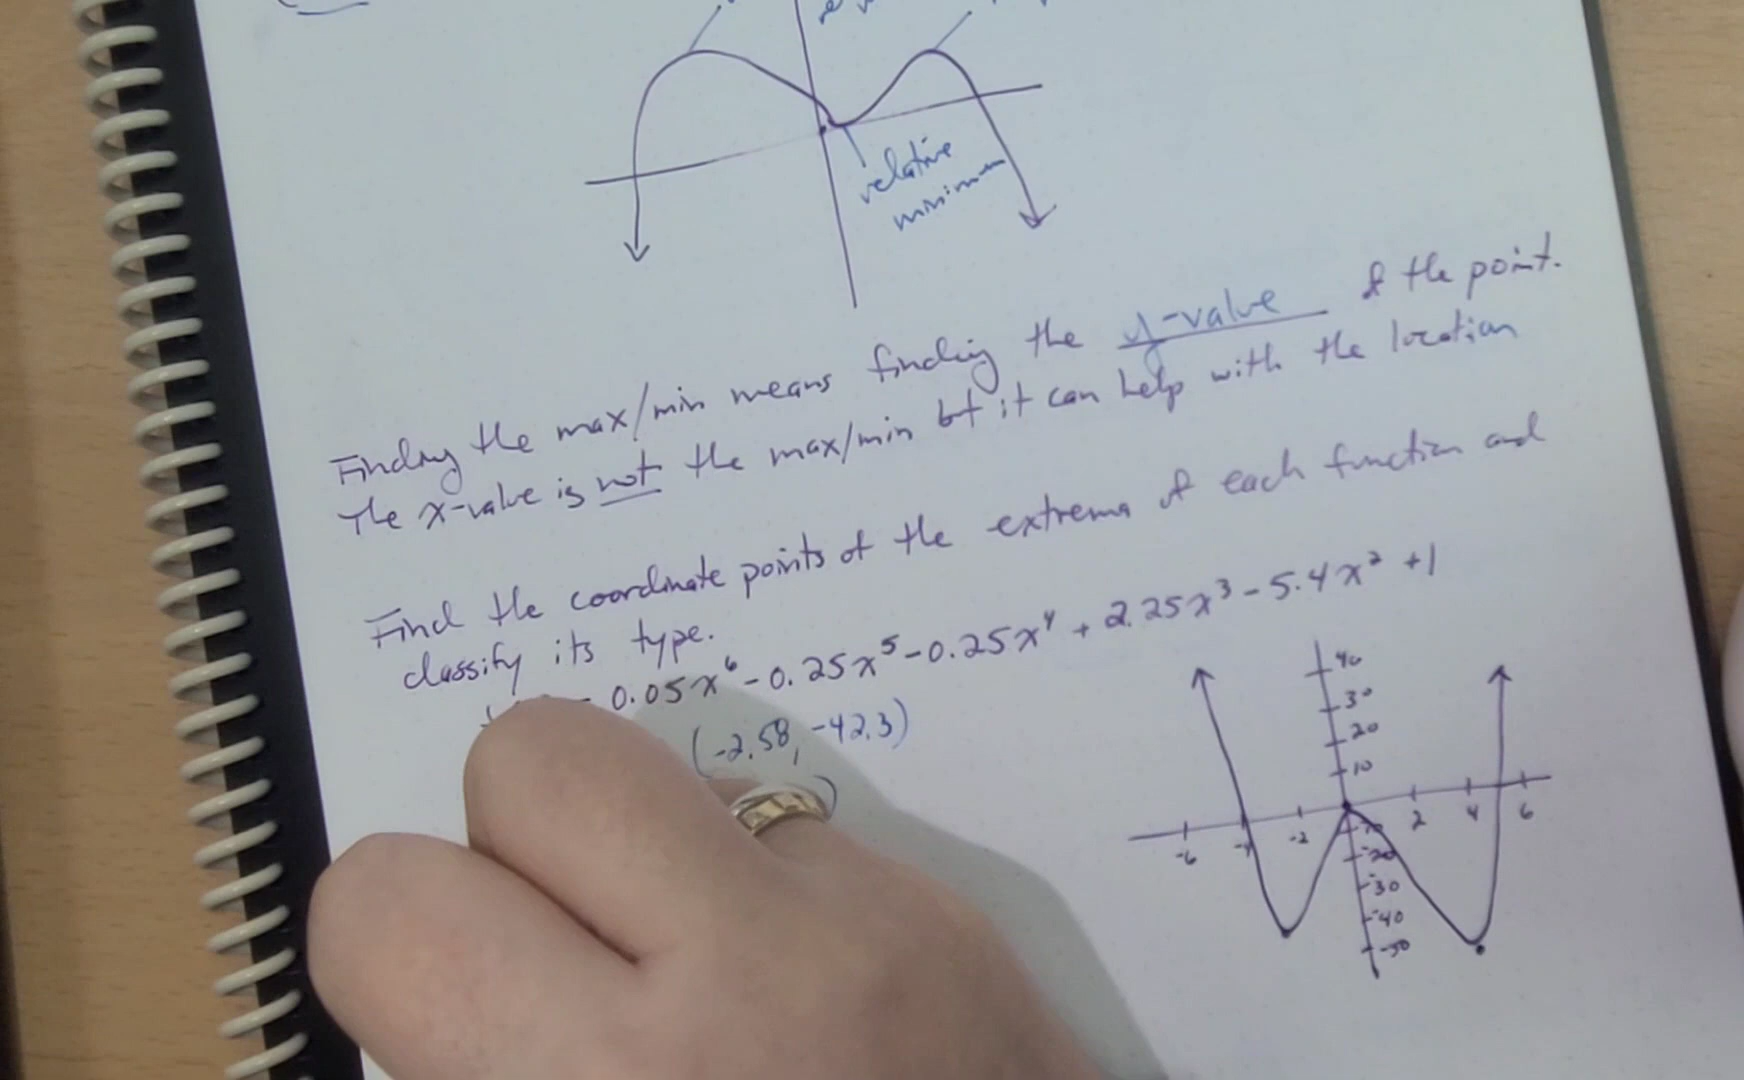 relative
minimum
Finding the max/min means finding the y-value of the point.
The x-value is not the max/min but it can help with the location
Find the coordinate points of the extrema of each function and
classify its type.
0.05x⁶ - 0.25x⁵ - 0.25x⁴ + 2.25x³ - 5.4x² + 1
(-2.58, -42.3)
)
40
30
20
10
-6 -4 -2 2 4 6
-10
-20
-30
-40
-50